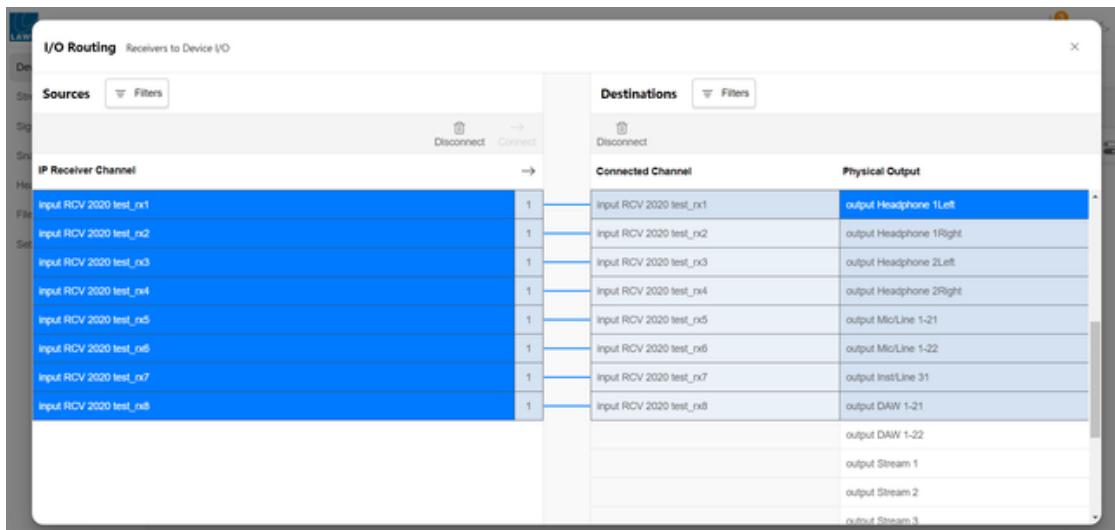 I/O Routing Receivers to Device I/O
Sources Filters Destinations Filters
Disconnect Connect Disconnect
IP Receiver Channel Connected Channel Physical Output
input RCV 2020 test_rx1 1 input RCV 2020 test_rx1 output Headphone 1Left
input RCV 2020 test_rx2 1 input RCV 2020 test_rx2 output Headphone 1Right
input RCV 2020 test_rx3 1 input RCV 2020 test_rx3 output Headphone 2Left
input RCV 2020 test_rx4 1 input RCV 2020 test_rx4 output Headphone 2Right
input RCV 2020 test_rx5 1 input RCV 2020 test_rx5 output Mic/Line 1-21
input RCV 2020 test_rx6 1 input RCV 2020 test_rx6 output Mic/Line 1-22
input RCV 2020 test_rx7 1 input RCV 2020 test_rx7 output Inst/Line 31
input RCV 2020 test_rx8 1 input RCV 2020 test_rx8 output DAW 1-21
output DAW 1-22
output Stream 1
output Stream 2
output Stream 3